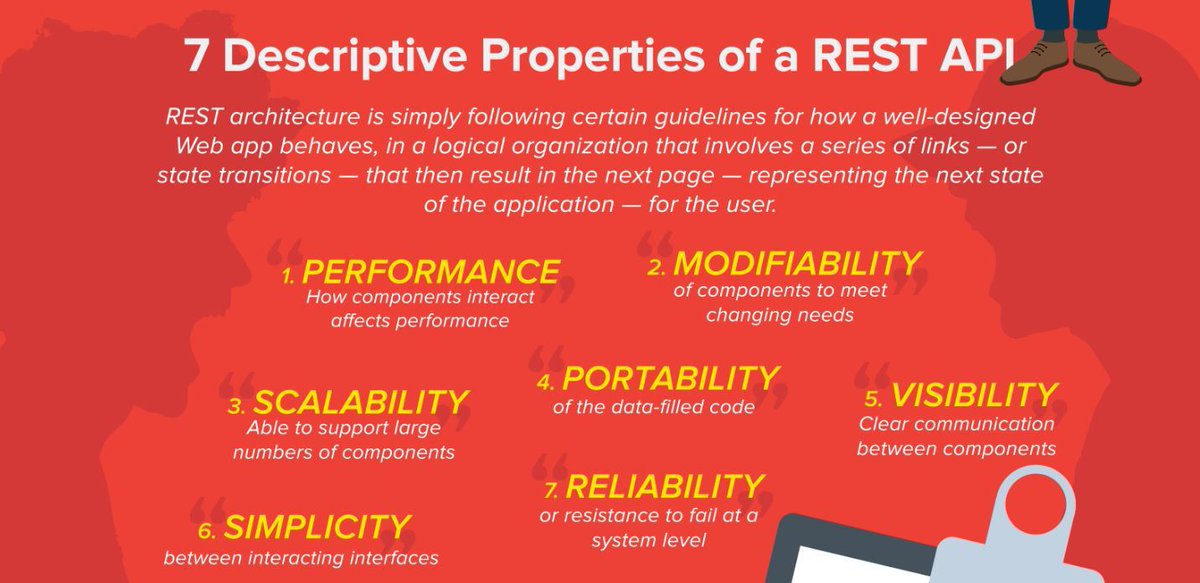 7 Descriptive Properties of a REST API
REST architecture is simply following certain guidelines for how a well-designed
Web app behaves, in a logical organization that involves a series of links — or
state transitions — that then result in the next page — representing the next state
of the application — for the user.
1. PERFORMANCE
How components interact
affects performance
2. MODIFIABILITY
of components to meet
changing needs
3. SCALABILITY
Able to support large
numbers of components
4. PORTABILITY
of the data-filled code
5. VISIBILITY
Clear communication
between components
6. SIMPLICITY
between interacting interfaces
7. RELIABILITY
or resistance to fail at a
system level